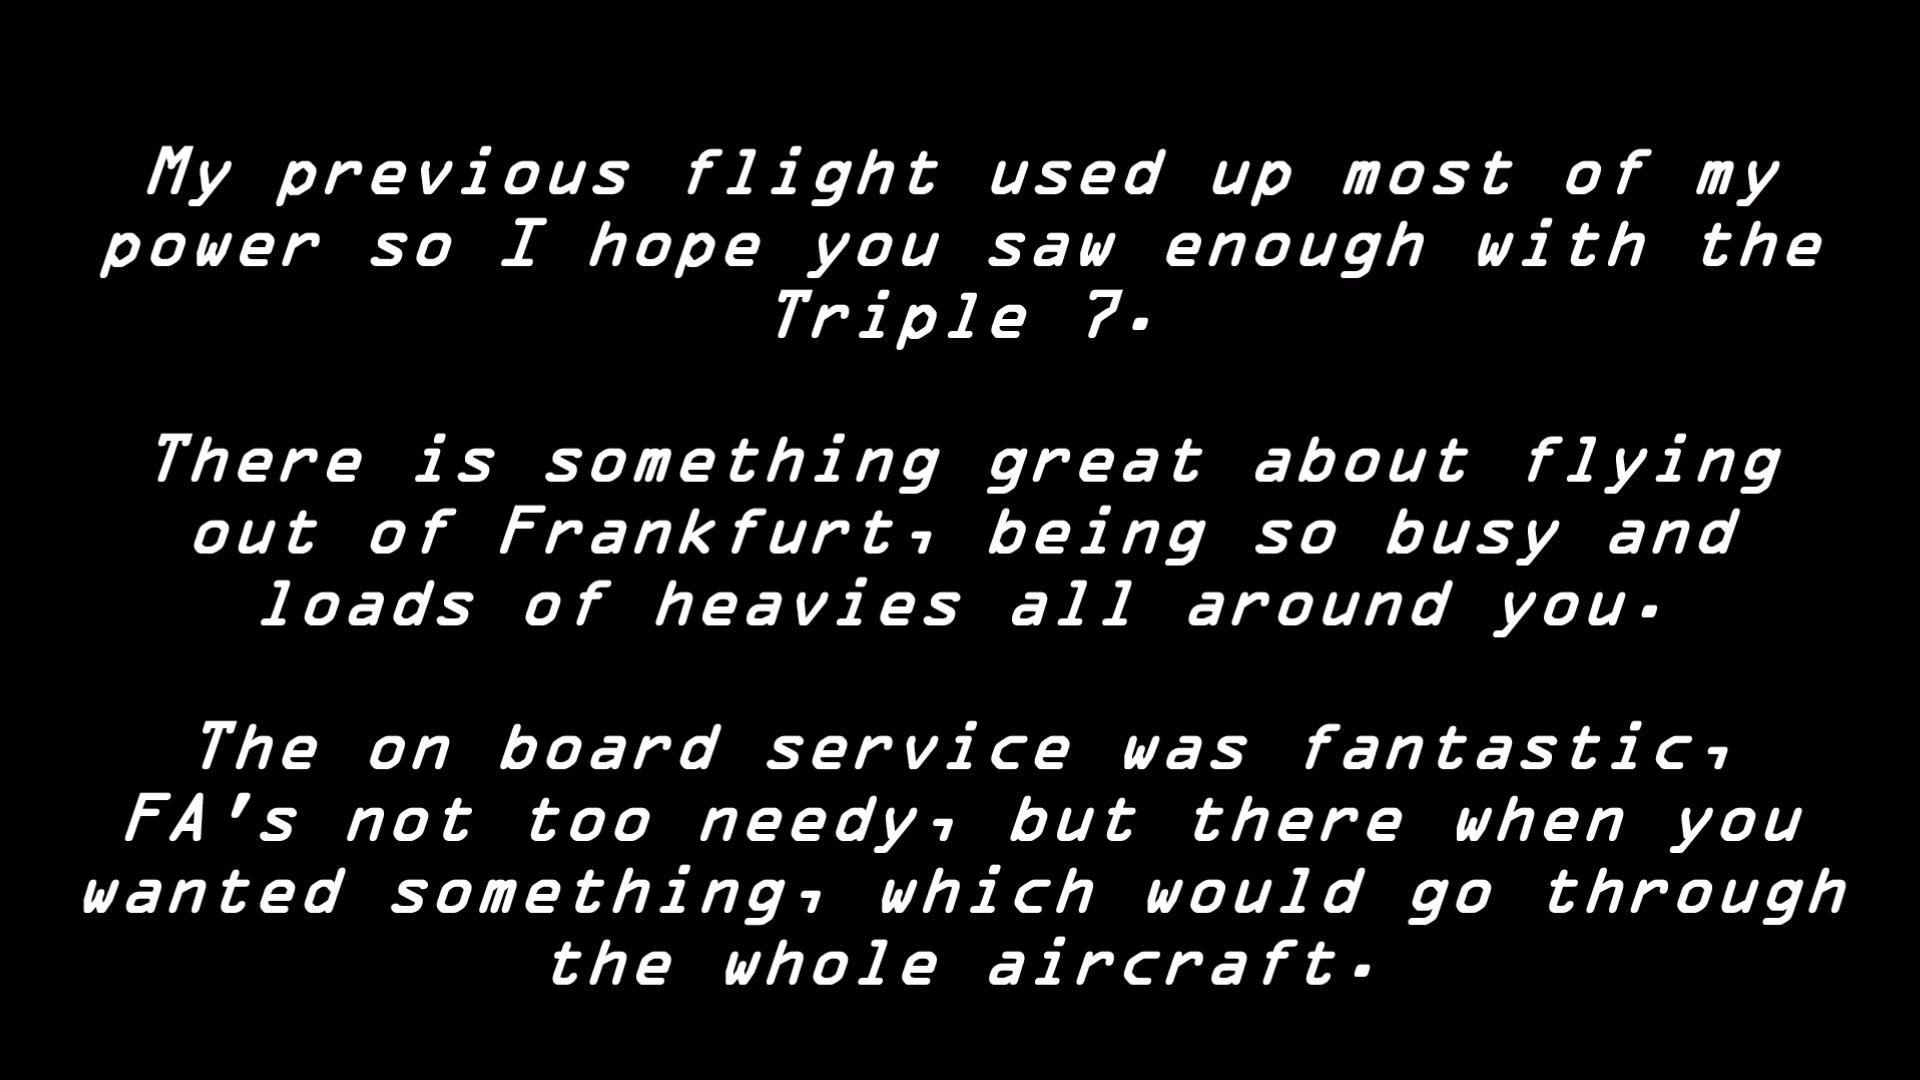 My previous flight used up most of my
power so I hope you saw enough with the
Triple 7.
There is something great about flying
out of Frankfurt, being so busy and
loads of heavies all around you.
The on board service was fantastic,
FA's not too needy, but there when you
wanted something, which would go through
the whole aircraft.